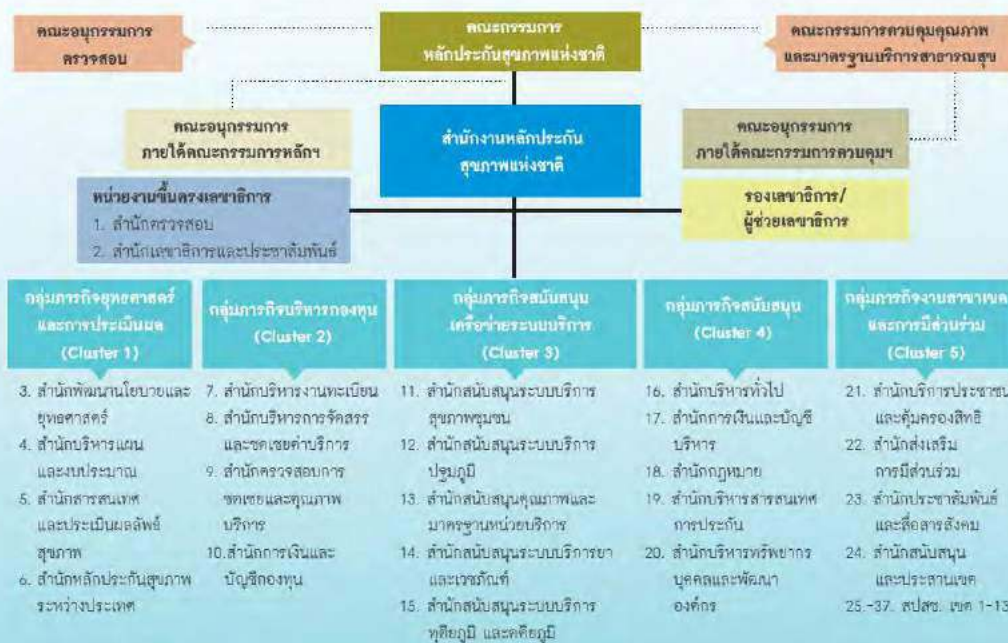 คณะอนุกรรมการ
ตรวจสอบ
คณะกรรมการ
หลักประกันสุขภาพแห่งชาติ
คณะกรรมการควบคุมคุณภาพ
และมาตรฐานบริการสาธารณสุข
คณะอนุกรรมการ
ภายใต้คณะกรรมการหลักฯ
สำนักงานหลักประกัน
สุขภาพแห่งชาติ
คณะอนุกรรมการ
ภายใต้คณะกรรมการควบคุมฯ
หน่วยงานขึ้นตรงเลขาธิการ
1. สำนักตรวจสอบ
2. สำนักเลขาธิการและประชาสัมพันธ์
รองเลขาธิการ/
ผู้ช่วยเลขาธิการ
กลุ่มภารกิจยุทธศาสตร์
และการประเมินผล
(Cluster 1)
3. สำนักพัฒนานโยบายและ
ยุทธศาสตร์
4. สำนักบริหารแผน
และงบประมาณ
5. สำนักสารสนเทศ
และประเมินผลลัพธ์
สุขภาพ
6. สำนักหลักประกันสุขภาพ
ระหว่างประเทศ
กลุ่มภารกิจบริหารกองทุน
(Cluster 2)
7. สำนักบริหารงานทะเบียน
8. สำนักบริหารการจัดสรร
และชดเชยค่าบริการ
9. สำนักตรวจสอบการ
ชดเชยและคุณภาพ
บริการ
10.สำนักการเงินและ
บัญชีกองทุน
กลุ่มภารกิจสนับสนุน
เครือข่ายระบบบริการ
(Cluster 3)
11. สำนักสนับสนุนระบบบริการ
สุขภาพชุมชน
12. สำนักสนับสนุนระบบบริการ
ปฐมภูมิ
13. สำนักสนับสนุนคุณภาพและ
มาตรฐานหน่วยบริการ
14. สำนักสนับสนุนระบบบริการยา
และเวชภัณฑ์
15. สำนักสนับสนุนระบบบริการ
ทุติยภูมิ และตติยภูมิ
กลุ่มภารกิจสนับสนุน
(Cluster 4)
16. สำนักบริหารทั่วไป
17. สำนักการเงินและบัญชี
บริหาร
18. สำนักกฎหมาย
19. สำนักบริหารสารสนเทศ
การประกัน
20. สำนักบริหารทรัพยากร
บุคคลและพัฒนา
องค์กร
กลุ่มภารกิจงานสาขาเขต
และการมีส่วนร่วม
(Cluster 5)
21. สำนักบริการประชาชน
และคุ้มครองสิทธิ
22. สำนักส่งเสริม
การมีส่วนร่วม
23. สำนักประชาสัมพันธ์
และสื่อสารสังคม
24. สำนักสนับสนุน
และประสานเขต
25.-37. สปสช. เขต 1-13